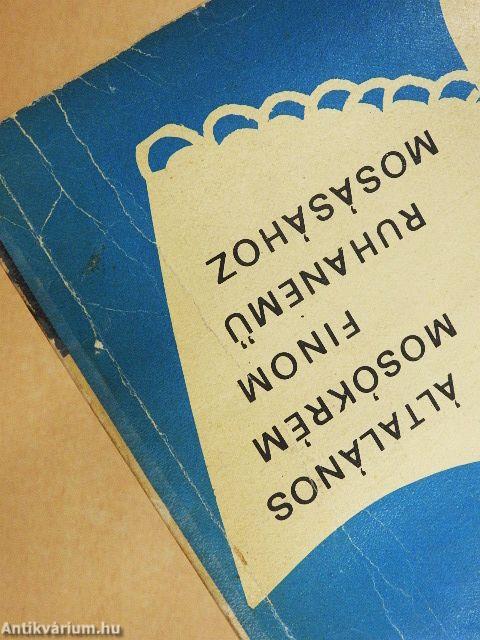 ÁLTALÁNOS
MOSÓKRÉM
FINOM
RUHANEMŰ
MOSÁSÁHOZ
Antikvárium.hu